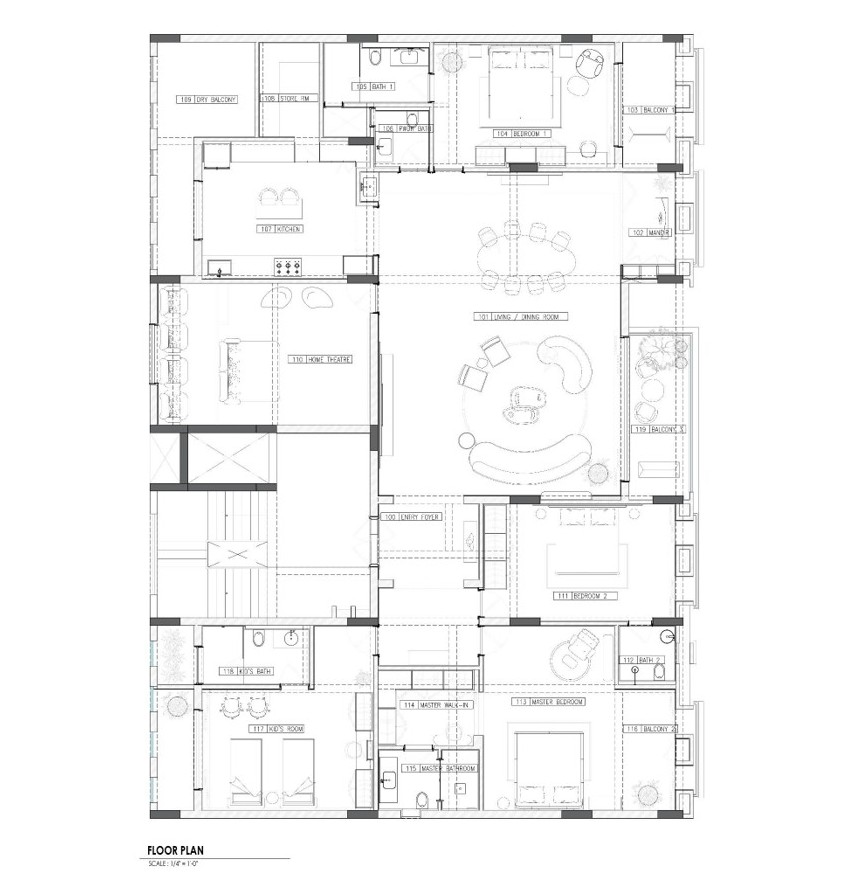 105 BATH 1
109 DRY BALCONY
108 STORE RM
103 BALCONY 1
106 PWDR BATH
104 BEDROOM 1
107 KITCHEN
102 MANDIR
101 LIVING / DINING ROOM
110 HOME THEATRE
119 BALCONY 3
100 ENTRY FOYER
111 BEDROOM 2
112 BATH 2
118 KID'S BATH
113 MASTER BEDROOM
114 MASTER WALK-IN
117 KID'S ROOM
116 BALCONY 2
115 MASTER BATHROOM
FLOOR PLAN
SCALE : 1/4" = 1'-0"